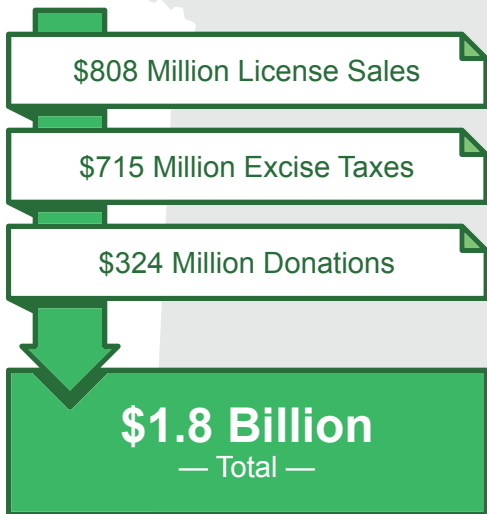 $808 Million License Sales
$715 Million Excise Taxes
$324 Million Donations
$1.8 Billion
— Total —